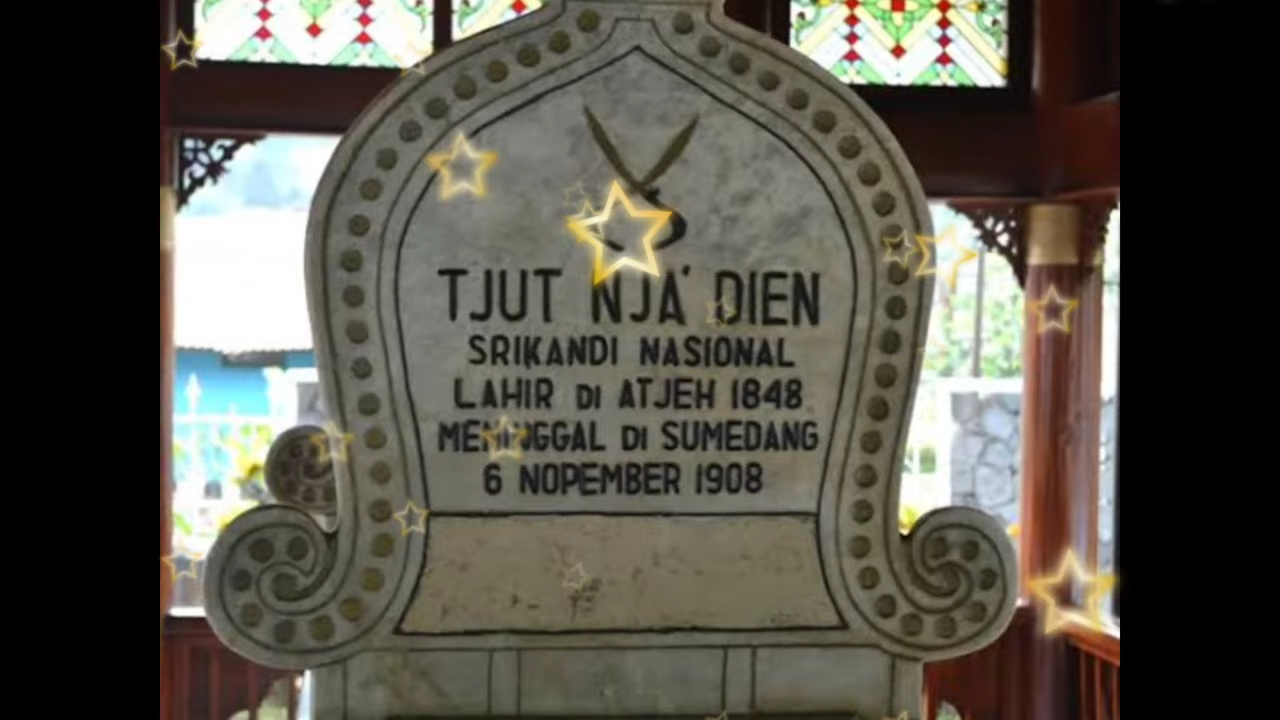 TJUT NJA' DIEN
SRIKANDI NASIONAL
LAHIR DI ATJEH 1848
MENINGGAL DI SUMEDANG
6 NOPEMBER 1908